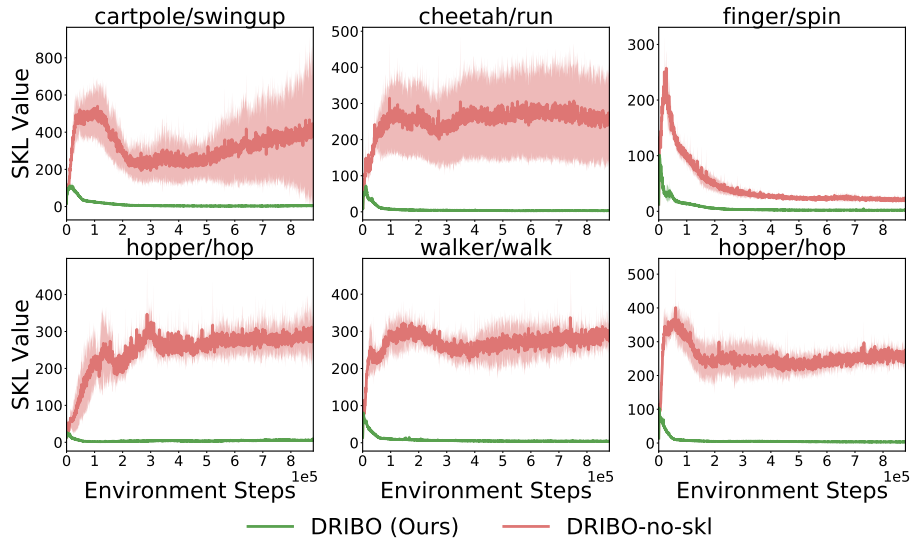 cartpole/swingup
cheetah/run
finger/spin
SKL Value
800
600
400
200
0
0 1 2 3 4 5 6 7 8
500
400
300
200
100
0
0 1 2 3 4 5 6 7 8
300
200
100
0
0 1 2 3 4 5 6 7 8
hopper/hop
walker/walk
hopper/hop
SKL Value
400
300
200
100
0
0 1 2 3 4 5 6 7 8
1e5
Environment Steps
400
300
200
100
0
0 1 2 3 4 5 6 7 8
1e5
Environment Steps
500
400
300
200
100
0
0 1 2 3 4 5 6 7 8
1e5
Environment Steps
DRIBO (Ours)
DRIBO-no-skl